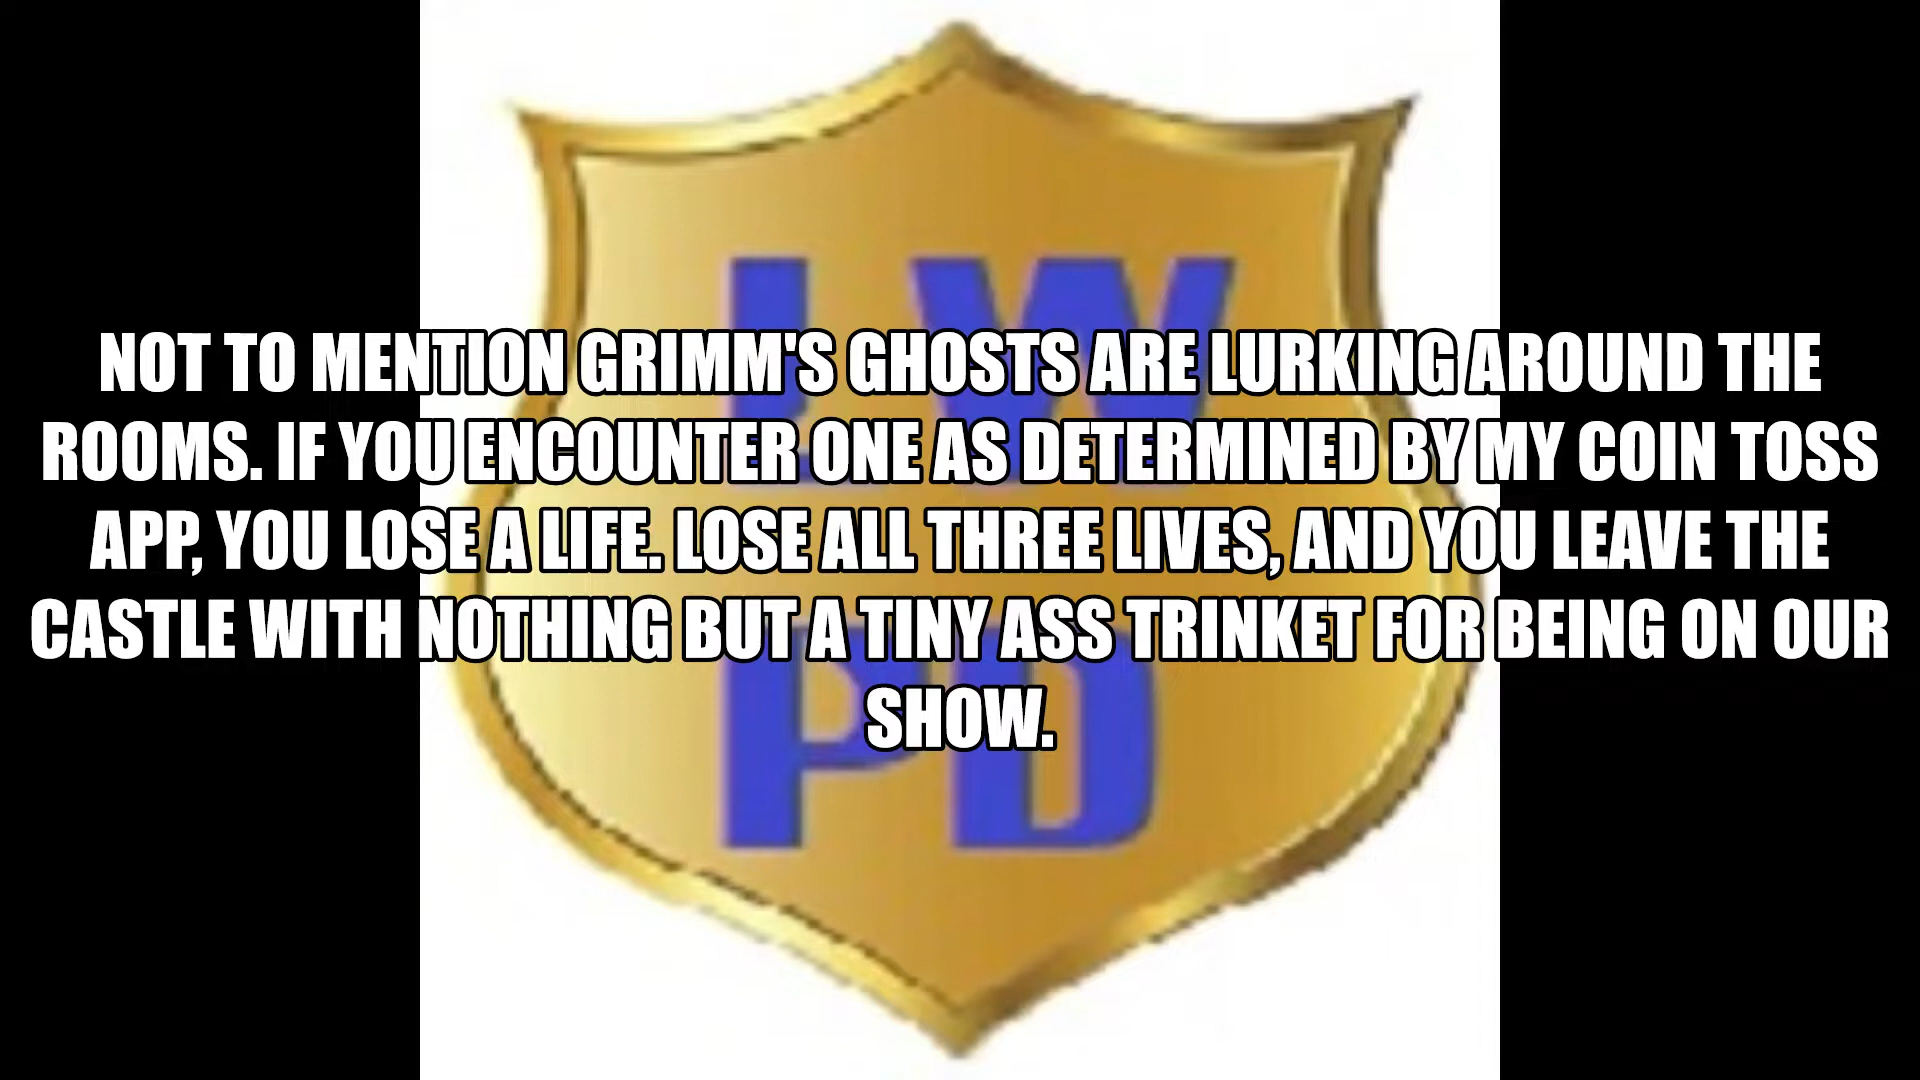 L W
NOT TO MENTION GRIMM'S GHOSTS ARE LURKING AROUND THE
ROOMS. IF YOU ENCOUNTER ONE AS DETERMINED BY MY COIN TOSS
APP, YOU LOSE A LIFE. LOSE ALL THREE LIVES, AND YOU LEAVE THE
CASTLE WITH NOTHING BUT A TINY ASS TRINKET FOR BEING ON OUR
SHOW.
P D